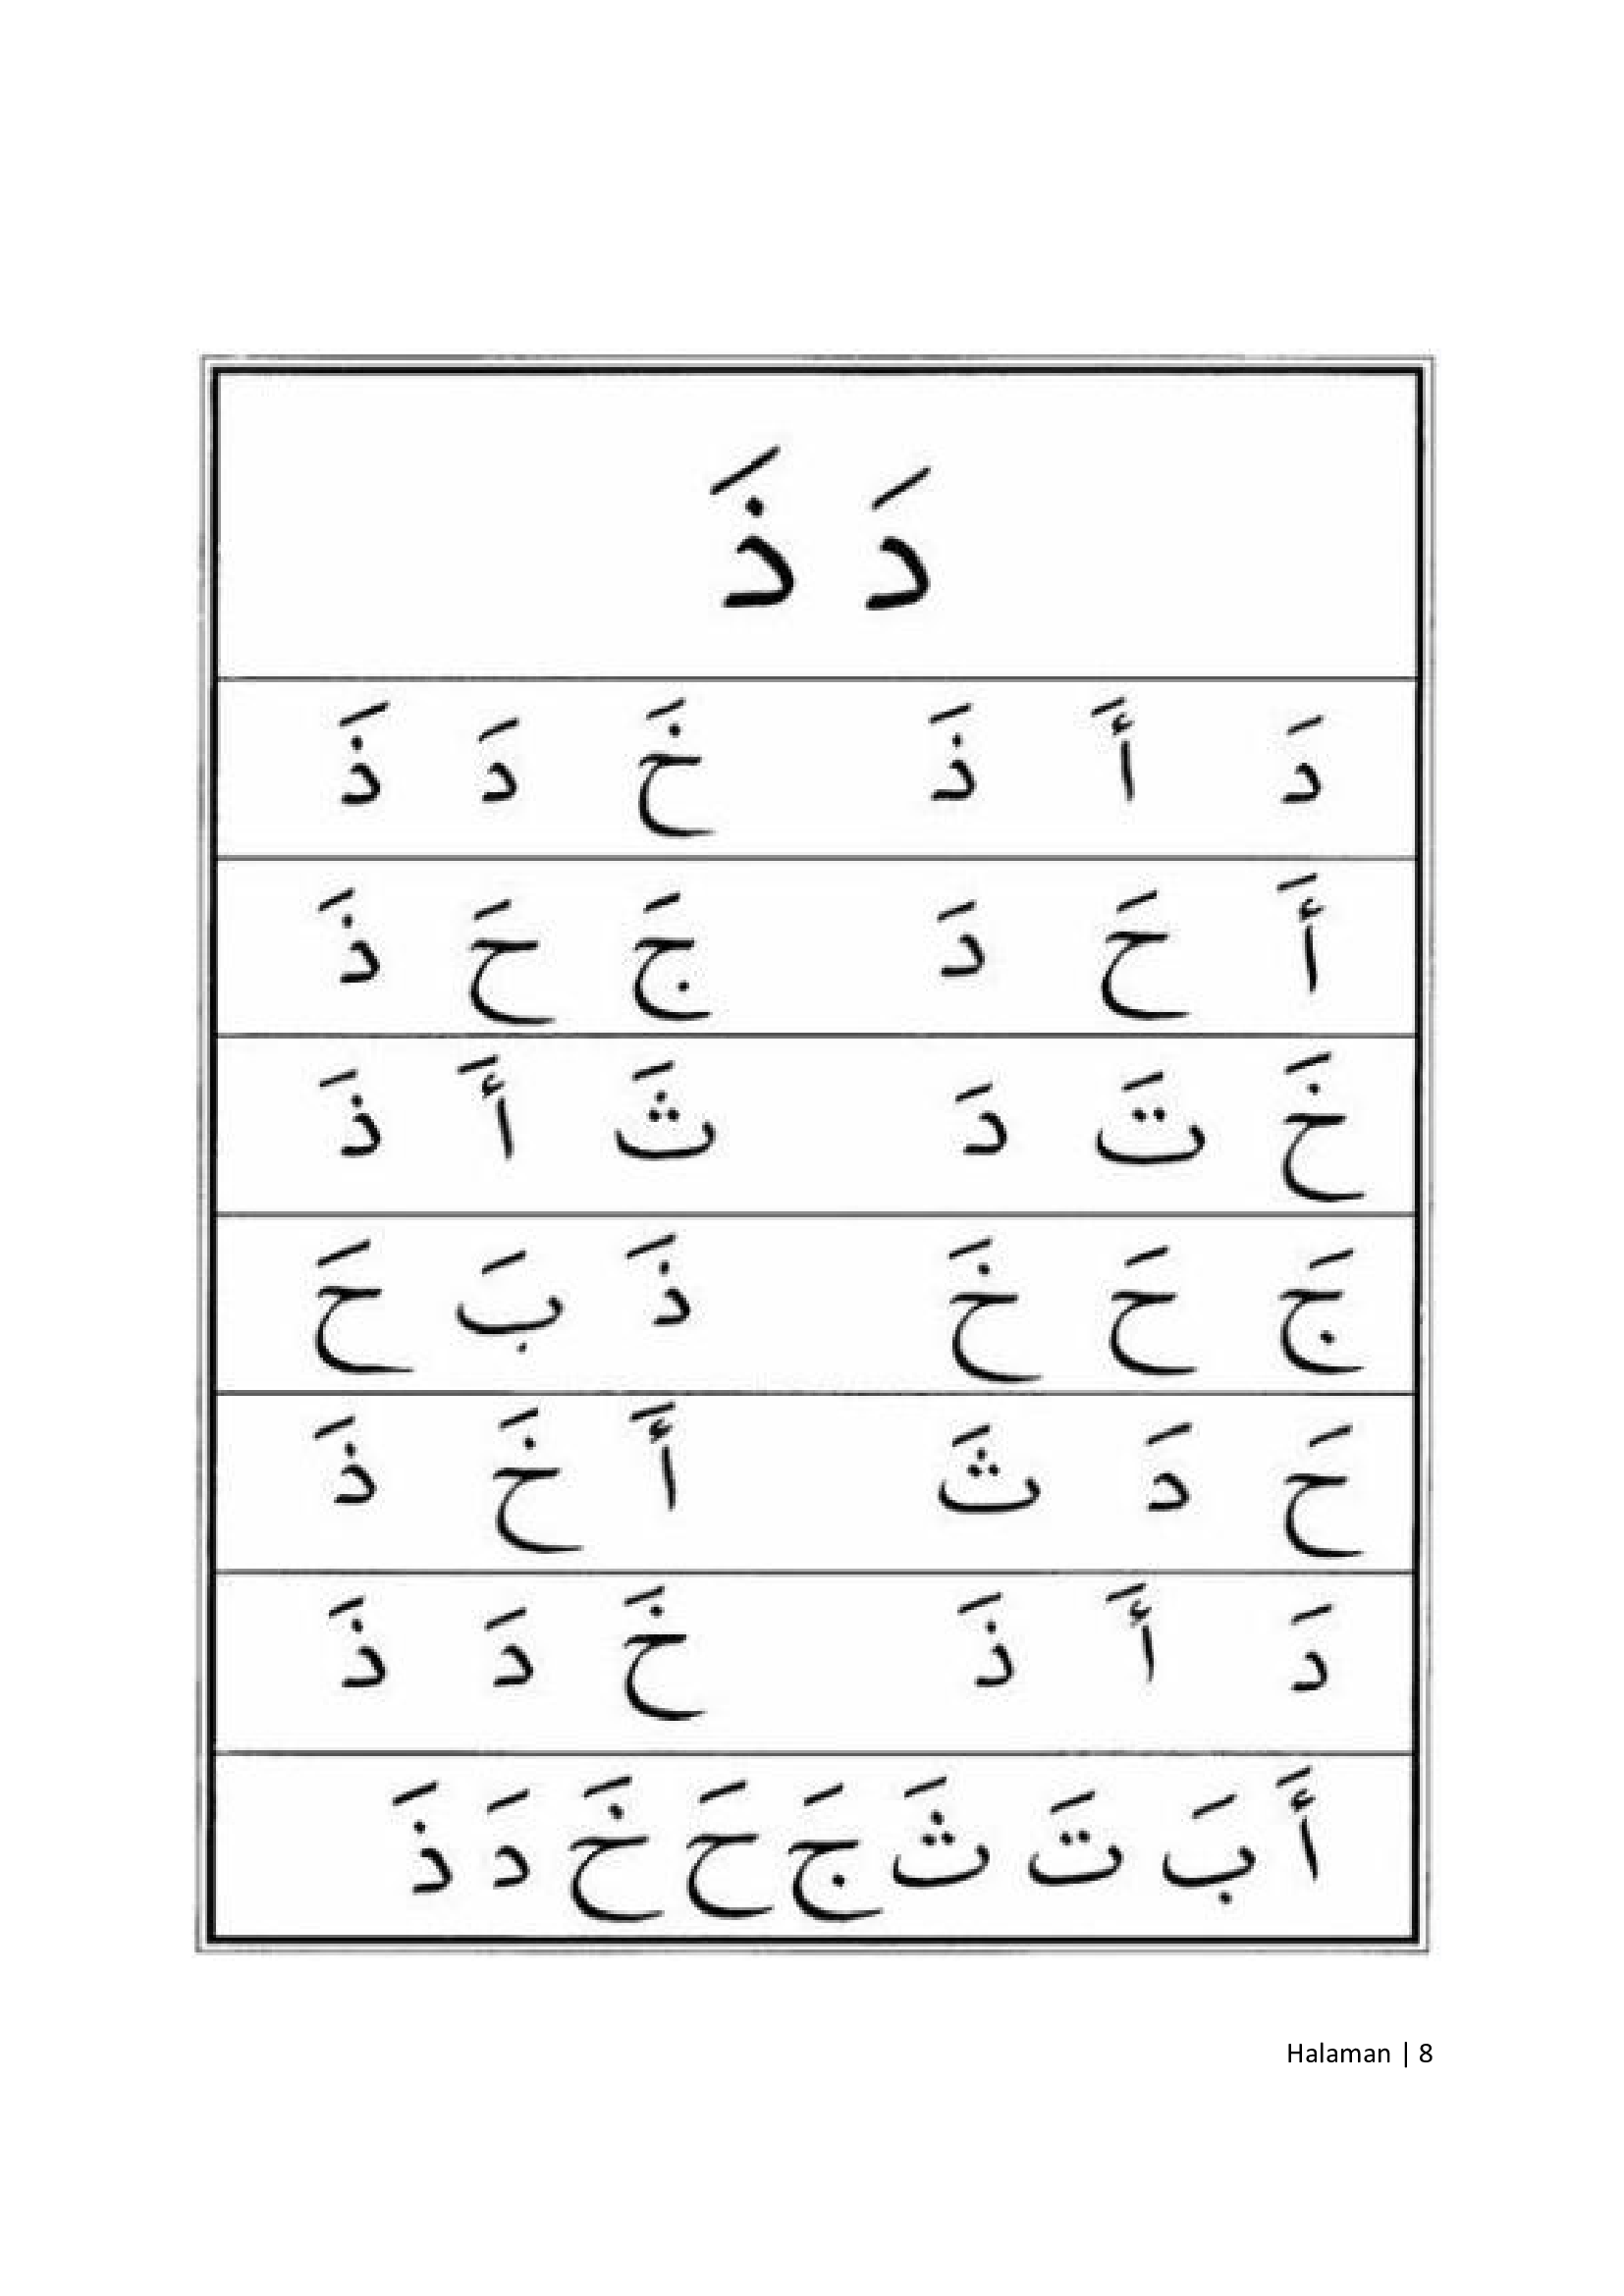 دَ ذَ
دَ أَ ذَ خَ دَ ذَ
أَ حَ دَ جَ حَ ذَ
خَ تَ دَ ثَ أَ ذَ
جَ حَ خَ ذَ بَ حَ
حَ دَ ثَ أَ خَ ذَ
دَ أَ ذَ خَ دَ ذَ
أَ بَ تَ ثَ جَ حَ خَ دَ ذَ
Halaman | 8